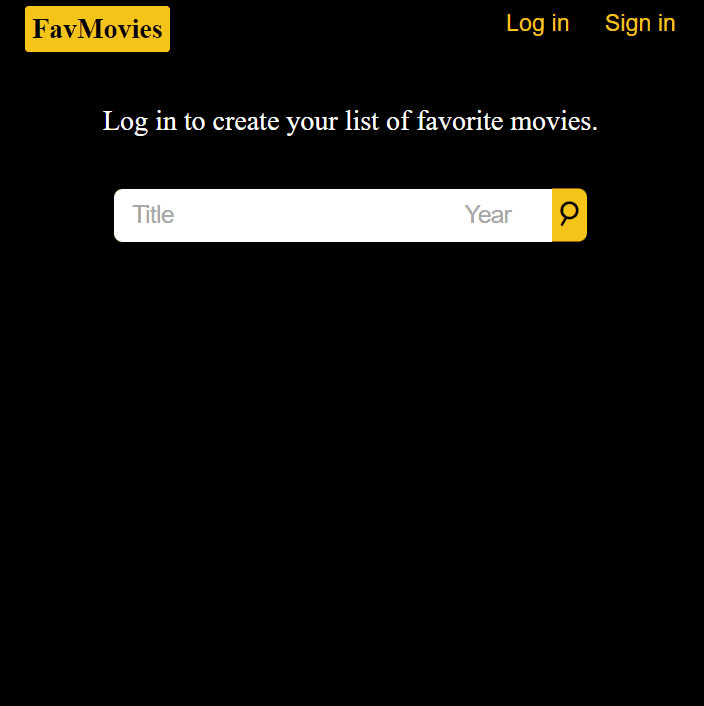 FavMovies Log in Sign in
Log in to create your list of favorite movies.
Title Year